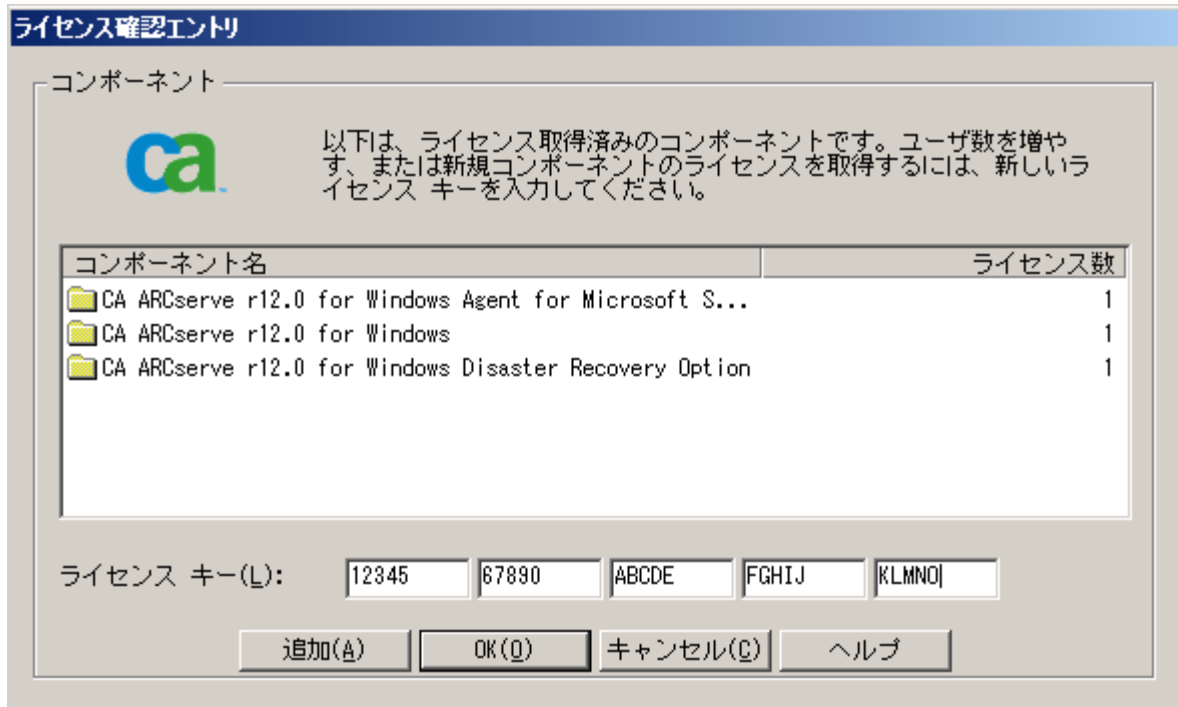 ライセンス確認エントリ
コンポーネント
ca
以下は、ライセンス取得済みのコンポーネントです。ユーザ数を増や
す、または新規コンポーネントのライセンスを取得するには、新しいラ
イセンス キーを入力してください。
コンポーネント名 ライセンス数
CA ARCserve r12.0 for Windows Agent for Microsoft S... 1
CA ARCserve r12.0 for Windows 1
CA ARCserve r12.0 for Windows Disaster Recovery Option 1
ライセンス キー(L): 12345 67890 ABCDE FGHIJ KLMNO
追加(A) OK(O) キャンセル(C) ヘルプ